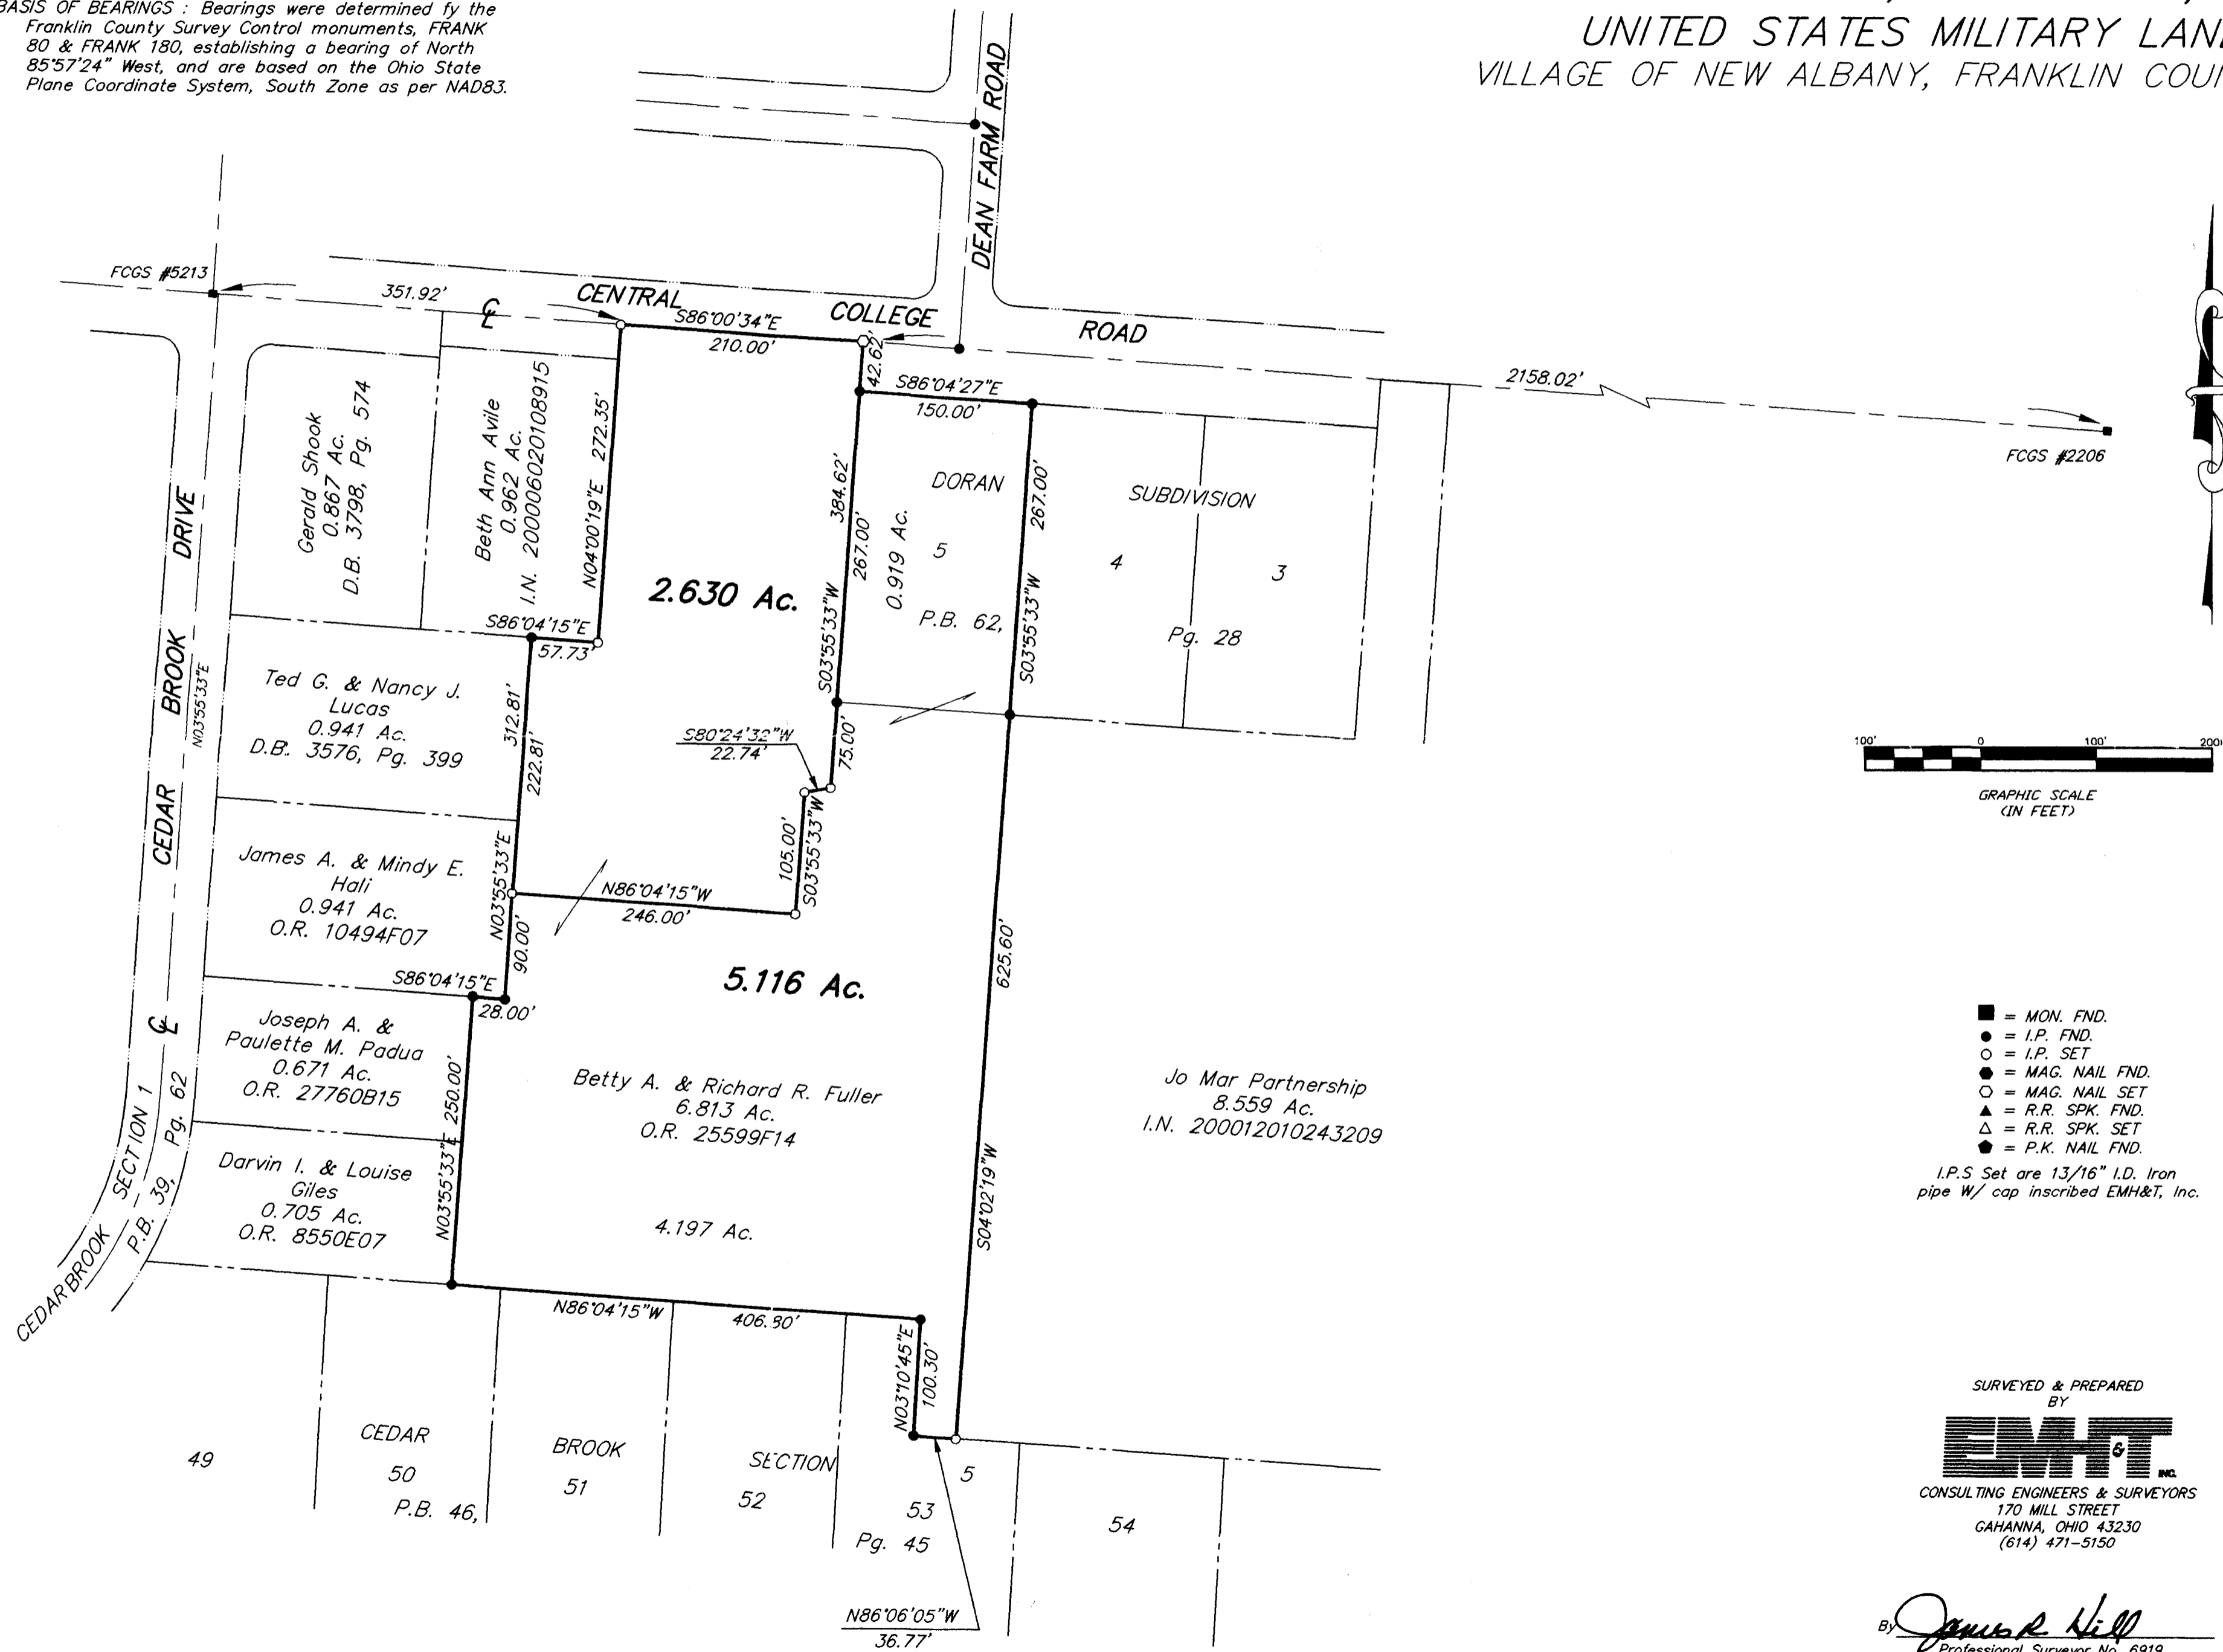 BASIS OF BEARINGS : Bearings were determined fy the
Franklin County Survey Control monuments, FRANK
80 & FRANK 180, establishing a bearing of North
85°57'24" West, and are based on the Ohio State
Plane Coordinate System, South Zone as per NAD83.
UNITED STATES MILITARY
VILLAGE OF NEW ALBANY, FRANKLIN
DEAN FARM ROAD
FCGS #5213
351.92'
℄
CENTRAL
COLLEGE
ROAD
S86°00'34"E
210.00'
42.62'
S86°04'27"E
150.00'
2158.02'
FCGS #2206
Gerald Shook
0.867 Ac.
D.B. 3798, Pg. 574
Beth Ann Avile
0.962 Ac.
I.N. 200006020108915
N04°00'19"E 272.35'
2.630 Ac.
384.62'
267.00'
S03°55'33"W
DORAN
5
0.919 Ac.
P.B. 62,
267.00'
S03°55'33"W
SUBDIVISION
4
3
Pg. 28
S86°04'15"E
57.73'
CEDAR BROOK DRIVE
N03°55'33"E
Ted G. & Nancy J.
Lucas
0.941 Ac.
D.B. 3576, Pg. 399
312.81'
222.81'
S80°24'32"W
22.74'
75.00'
100' 0 100'
GRAPHIC SCALE
(IN FEET)
James A. & Mindy E.
Hali
0.941 Ac.
O.R. 10494F07
N03°55'33"E
90.00'
N86°04'15"W
246.00'
105.00'
S03°55'33"W
625.60'
5.116 Ac.
S86°04'15"E
28.00'
℄
Joseph A. &
Paulette M. Padua
0.671 Ac.
O.R. 27760B15
N03°55'33"E 250.00'
Betty A. & Richard R. Fuller
6.813 Ac.
O.R. 25599F14
Jo Mar Partnership
8.559 Ac.
I.N. 200012010243209
= MON. FND.
= I.P. FND.
= I.P. SET
= MAG. NAIL FND.
= MAG. NAIL SET
= R.R. SPK. FND.
= R.R. SPK. SET
= P.K. NAIL FND.
I.P.S Set are 13/16" I.D. Iron
pipe W/ cap inscribed EMH&T, Inc.
Darvin I. & Louise
Giles
0.705 Ac.
O.R. 8550E07
4.197 Ac.
S04°02'19"W
CEDARBROOK SECTION 1
P.B. 39, Pg. 62
N86°04'15"W
406.80'
N03°10'45"E
100.30'
49
CEDAR
50
P.B. 46,
BROOK
51
SECTION
52
5
53
Pg. 45
54
N86°06'05"W
36.77'
SURVEYED & PREPARED
BY
EMH&T INC.
CONSULTING ENGINEERS & SURVEYORS
170 MILL STREET
GAHANNA, OHIO 43230
(614) 471-5150
By James R Hill
Professional Surveyor No. 6919